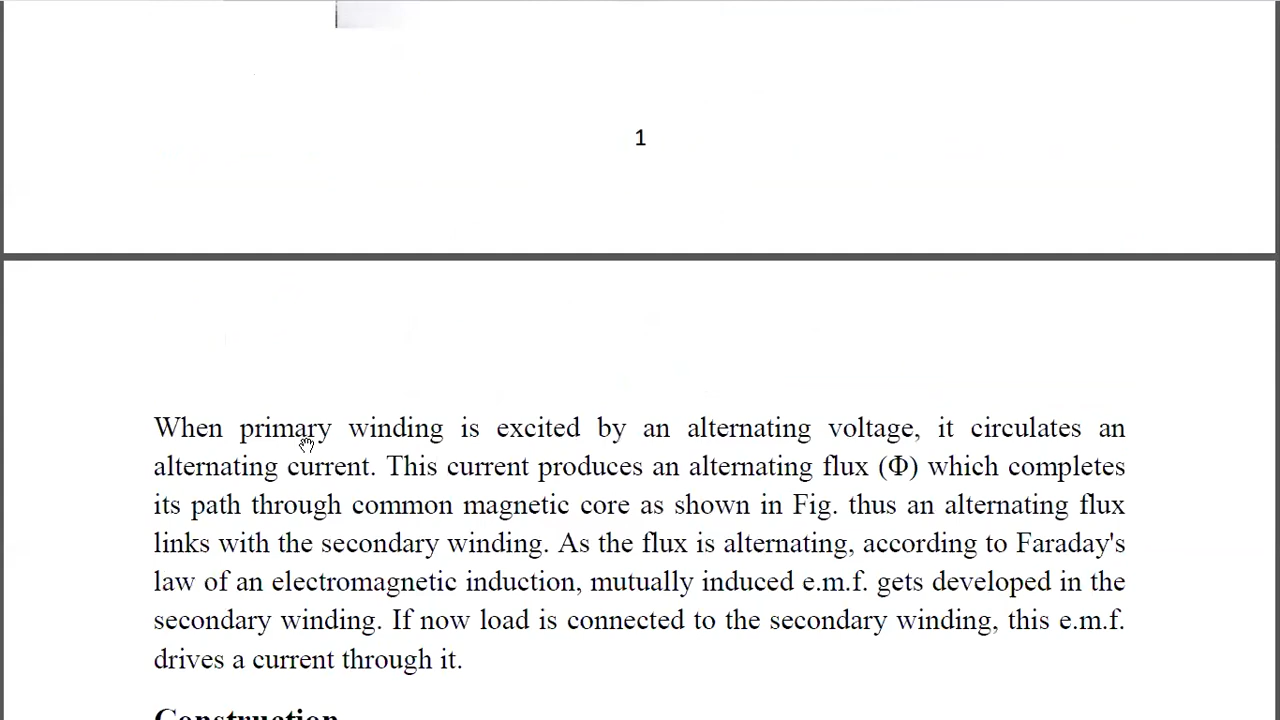 1
When primary winding is excited by an alternating voltage, it circulates an
alternating current. This current produces an alternating flux (Φ) which completes
its path through common magnetic core as shown in Fig. thus an alternating flux
links with the secondary winding. As the flux is alternating, according to Faraday's
law of an electromagnetic induction, mutually induced e.m.f. gets developed in the
secondary winding. If now load is connected to the secondary winding, this e.m.f.
drives a current through it.
Construction